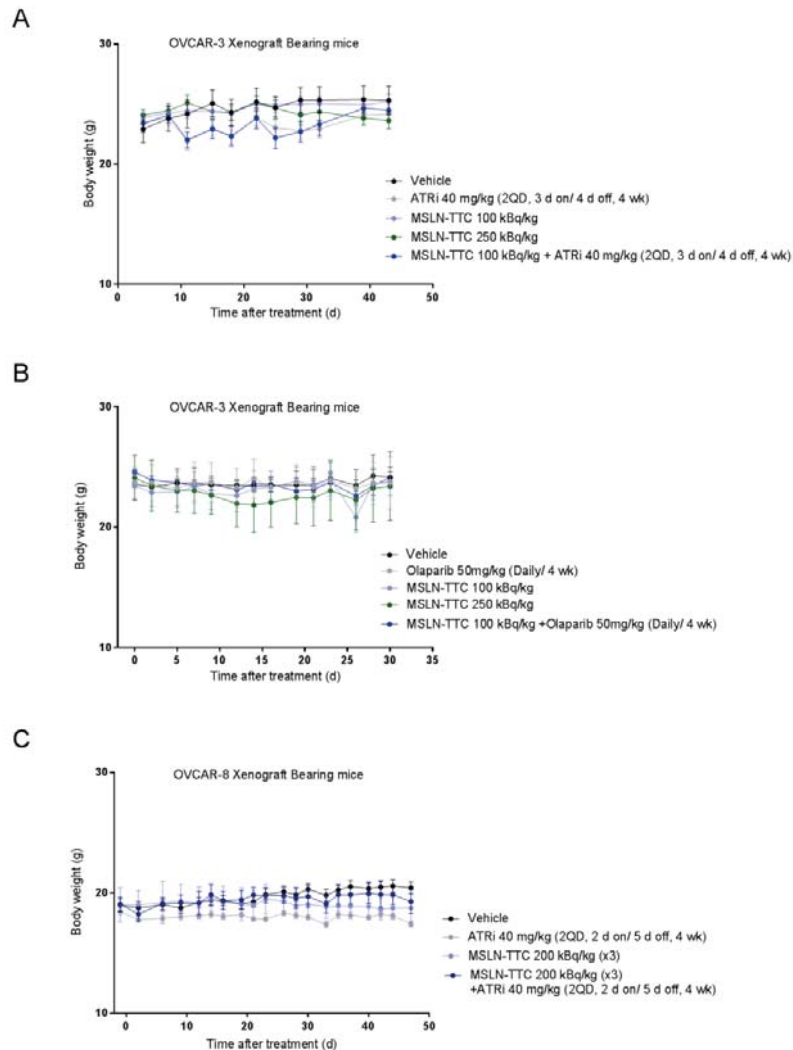 A
OVCAR-3 Xenograft Bearing mice
30
20
10
Body weight (g)
0
10
20
30
40
50
Time after treatment (d)
Vehicle
ATRi 40 mg/kg (2QD, 3 d on/ 4 d off, 4 wk)
MSLN-TTC 100 kBq/kg
MSLN-TTC 250 kBq/kg
MSLN-TTC 100 kBq/kg + ATRi 40 mg/kg (2QD, 3 d on/ 4 d off, 4 wk)
B
OVCAR-3 Xenograft Bearing mice
30
20
10
Body weight (g)
0
5
10
15
20
25
30
35
Time after treatment (d)
Vehicle
Olaparib 50mg/kg (Daily/ 4 wk)
MSLN-TTC 100 kBq/kg
MSLN-TTC 250 kBq/kg
MSLN-TTC 100 kBq/kg +Olaparib 50mg/kg (Daily/ 4 wk)
C
OVCAR-8 Xenograft Bearing mice
30
20
10
Body weight (g)
0
10
20
30
40
50
Time after treatment (d)
Vehicle
ATRi 40 mg/kg (2QD, 2 d on/ 5 d off, 4 wk)
MSLN-TTC 200 kBq/kg (x3)
MSLN-TTC 200 kBq/kg (x3)
+ATRi 40 mg/kg (2QD, 2 d on/ 5 d off, 4 wk)